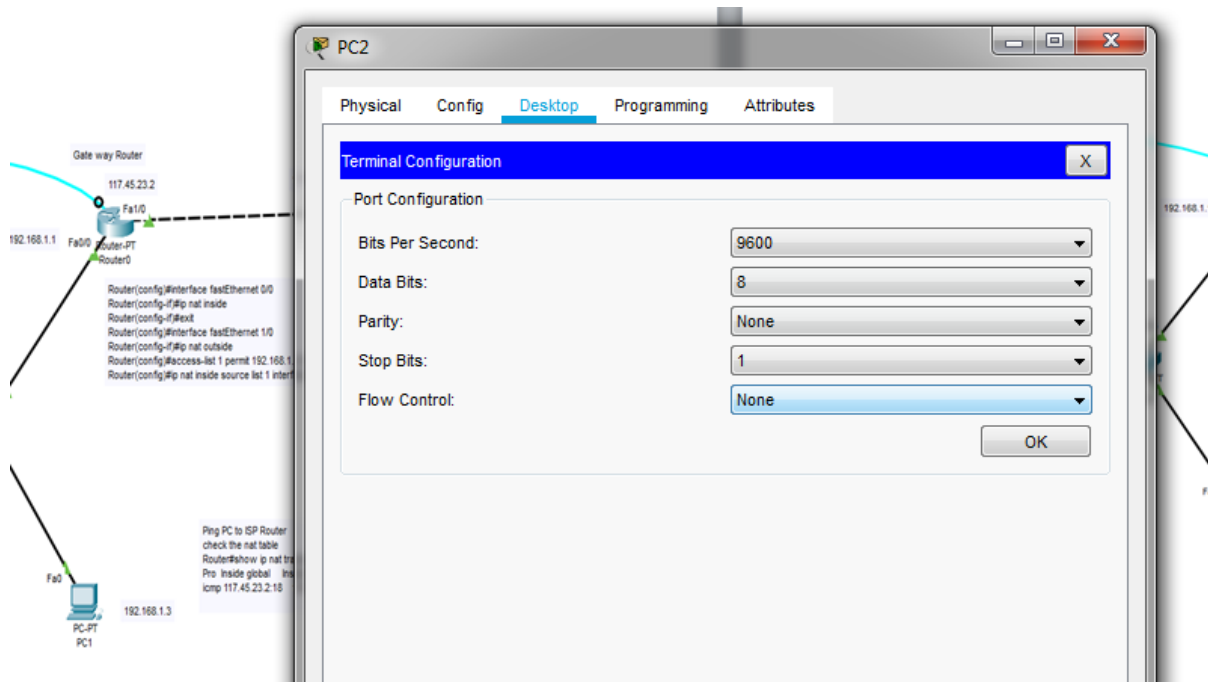 PC2
Physical Config Desktop Programming Attributes
Terminal Configuration X
Port Configuration
Bits Per Second: 9600
Data Bits: 8
Parity: None
Stop Bits: 1
Flow Control: None
OK
Gate way Router
117.45.23.2
Fa1/0
192.168.1.1 Fa0/0 Router-PT
Router0
Router(config)#interface fastEthernet 0/0
Router(config-if)#ip nat inside
Router(config-if)#exit
Router(config)#interface fastEthernet 1/0
Router(config-if)#ip nat outside
Router(config)#access-list 1 permit 192.168.1.
Router(config)#ip nat inside source list 1 interf
Ping PC to ISP Router
check the nat table
Router#show ip nat tra
Pro Inside global Ins
icmp 117.45.23.2:18
Fa0
192.168.1.3
PC-PT
PC1
192.168.1.